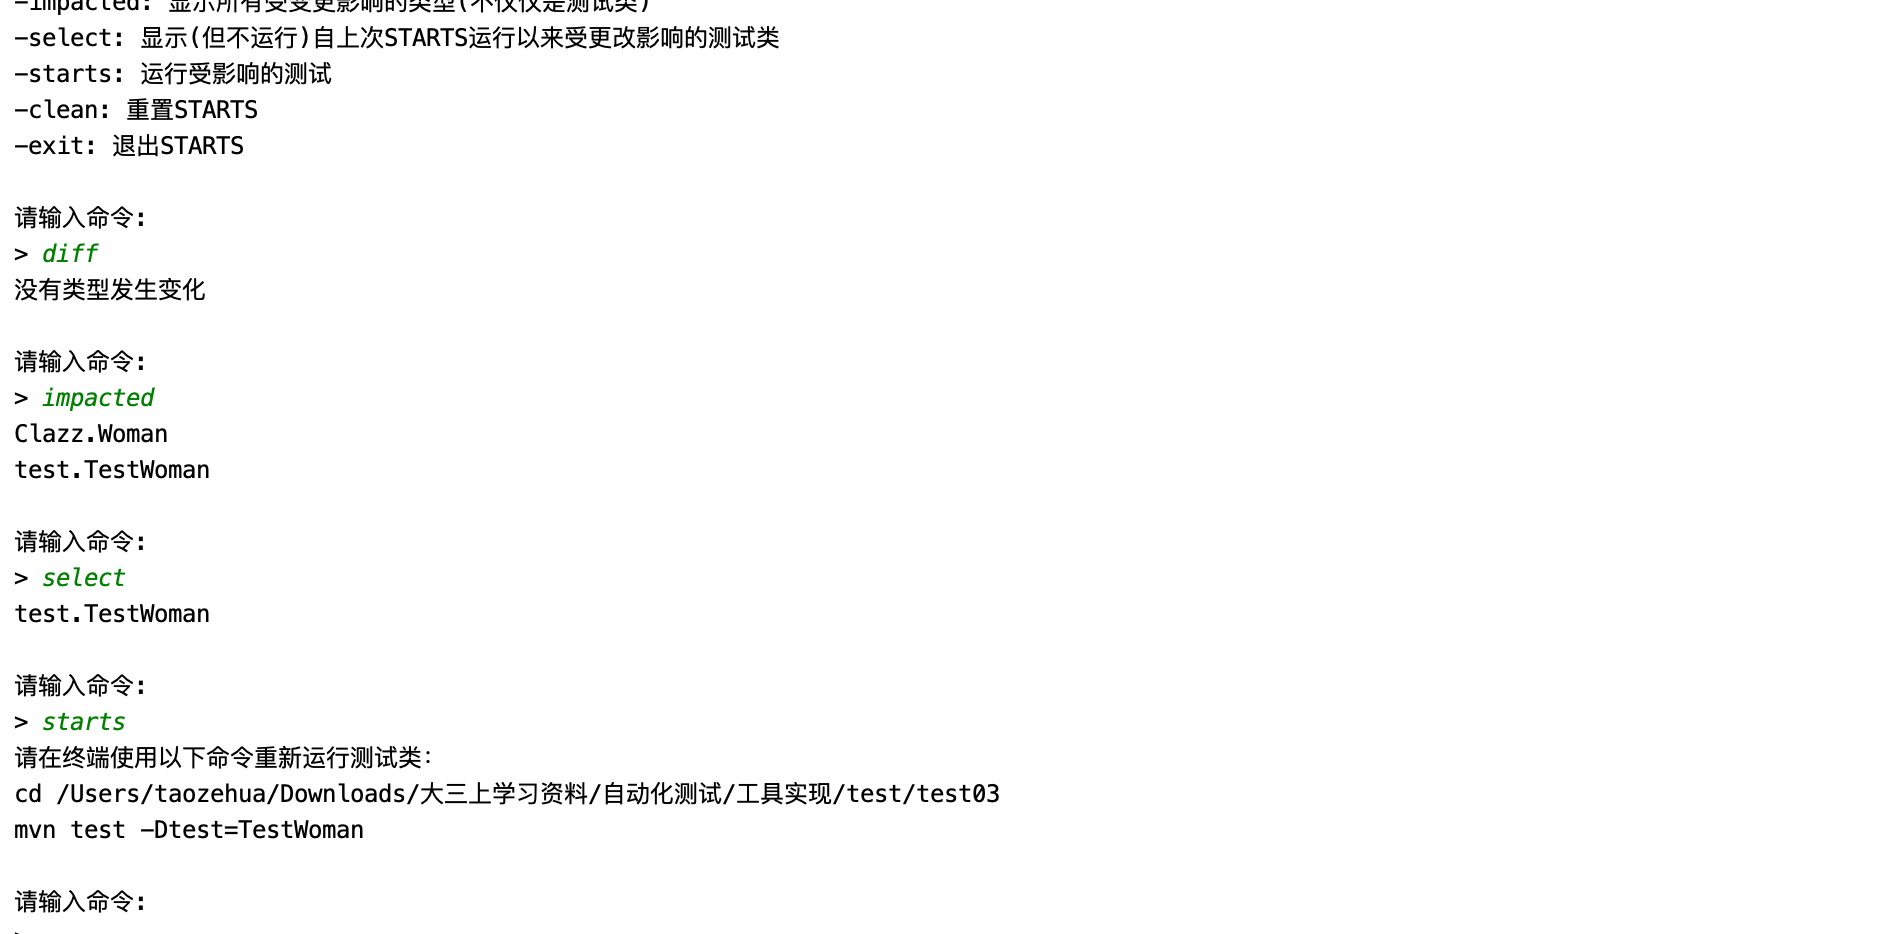 -impacted: 显示所有受变更影响的类型(不仅仅是测试类)
-select: 显示(但不运行)自上次STARTS运行以来受更改影响的测试类
-starts: 运行受影响的测试
-clean: 重置STARTS
-exit: 退出STARTS
请输入命令:
> diff
没有类型发生变化
请输入命令:
> impacted
Clazz.Woman
test.TestWoman
请输入命令:
> select
test.TestWoman
请输入命令:
> starts
请在终端使用以下命令重新运行测试类:
cd /Users/taozehua/Downloads/大三上学习资料/自动化测试/工具实现/test/test03
mvn test -Dtest=TestWoman
请输入命令: